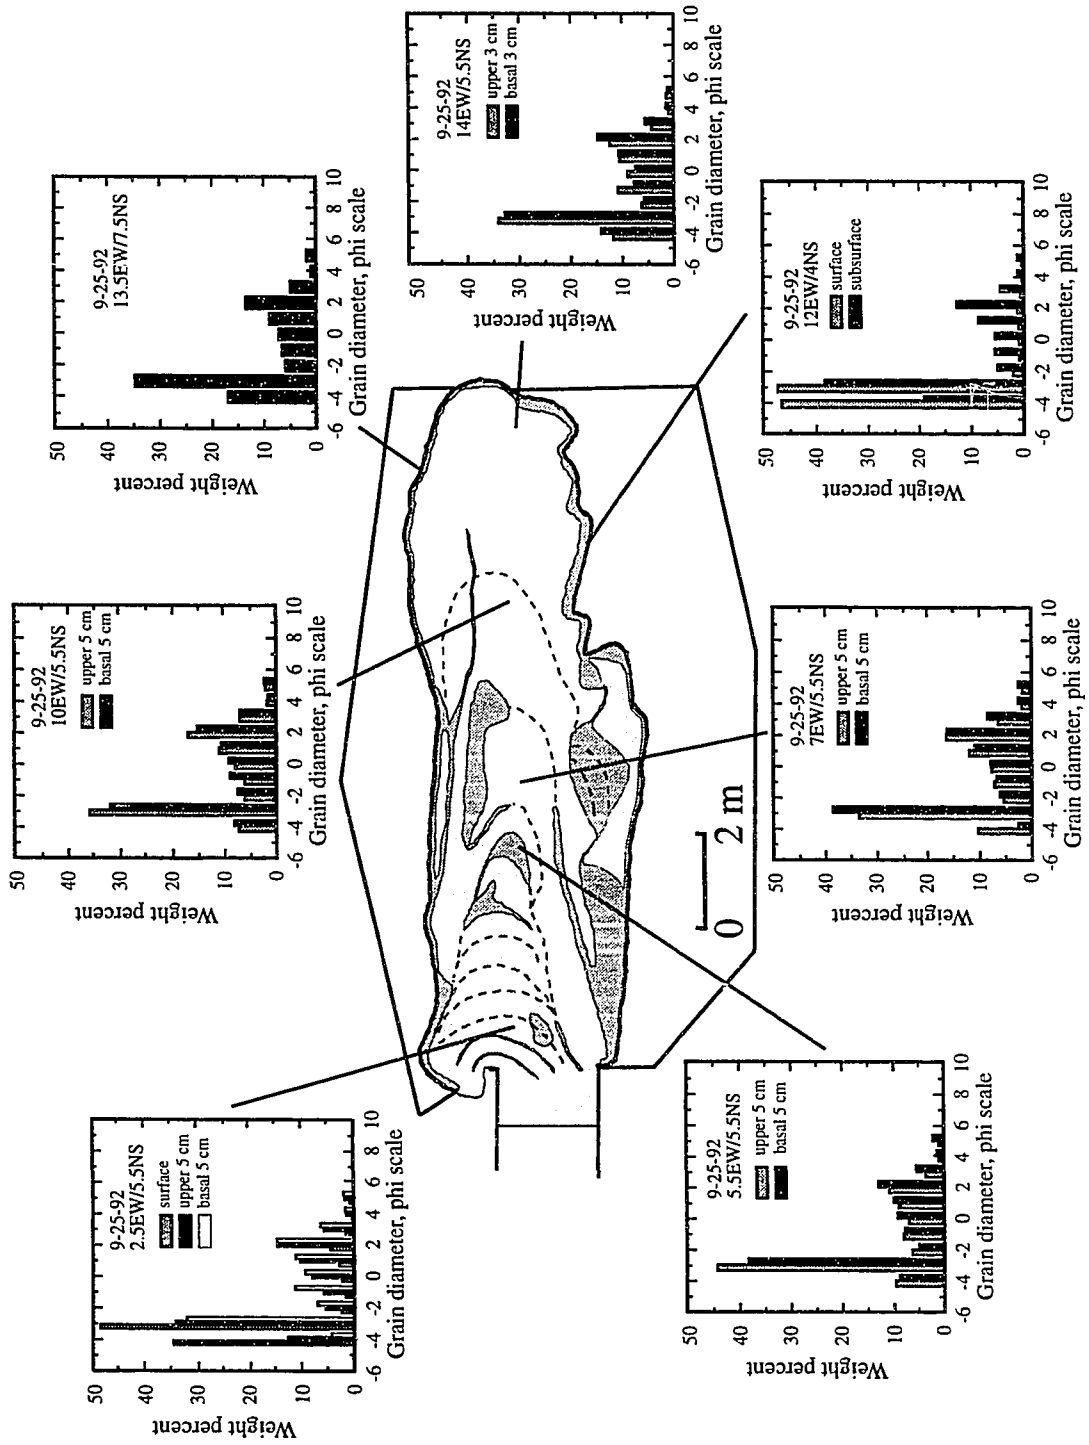 9-25-92
2.5EW/5.5NS
surface
upper 5 cm
basal 5 cm
Weight percent
50 40 30 20 10 0
-6 -4 -2 0 2 4 6 8 10
Grain diameter, phi scale
9-25-92
10EW/5.5NS
upper 5 cm
basal 5 cm
Weight percent
50 40 30 20 10 0
-6 -4 -2 0 2 4 6 8 10
Grain diameter, phi scale
9-25-92
13.5EW/7.5NS
Weight percent
50 40 30 20 10 0
-6 -4 -2 0 2 4 6 8 10
Grain diameter, phi scale
9-25-92
14EW/5.5NS
upper 3 cm
basal 3 cm
Weight percent
50 40 30 20 10 0
-6 -4 -2 0 2 4 6 8 10
Grain diameter, phi scale
0 2 m
9-25-92
5.5EW/5.5NS
upper 5 cm
basal 5 cm
Weight percent
50 40 30 20 10 0
-6 -4 -2 0 2 4 6 8 10
Grain diameter, phi scale
9-25-92
7EW/5.5NS
upper 5 cm
basal 5 cm
Weight percent
50 40 30 20 10 0
-6 -4 -2 0 2 4 6 8 10
Grain diameter, phi scale
9-25-92
12EW/4NS
surface
subsurface
Weight percent
50 40 30 20 10 0
-6 -4 -2 0 2 4 6 8 10
Grain diameter, phi scale